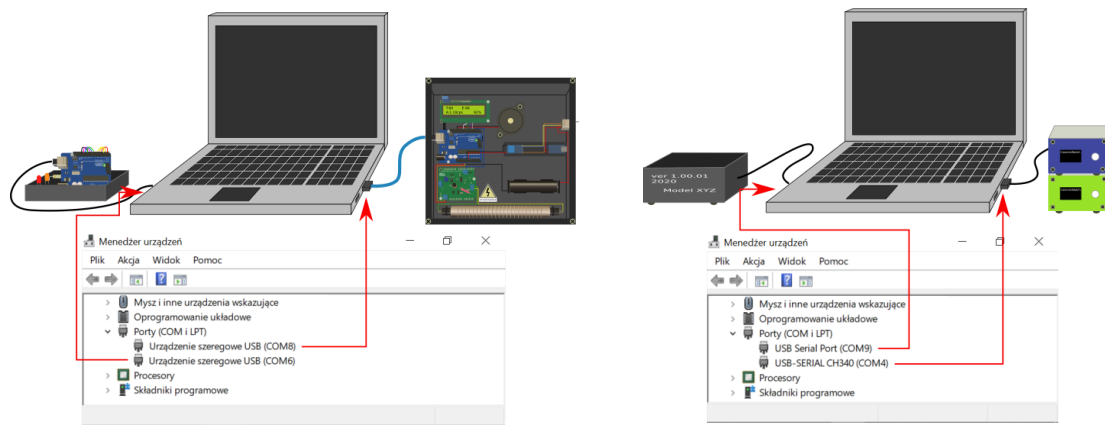 ver 1.00.01
2020
Model XYZ
Menedżer urządzeń
Plik Akcja Widok Pomoc
Mysz i inne urządzenia wskazujące
Oprogramowanie układowe
Porty (COM i LPT)
Urządzenie szeregowe USB (COM8)
Urządzenie szeregowe USB (COM6)
Procesory
Składniki programowe
Menedżer urządzeń
Plik Akcja Widok Pomoc
Mysz i inne urządzenia wskazujące
Oprogramowanie układowe
Porty (COM i LPT)
USB Serial Port (COM9)
USB-SERIAL CH340 (COM4)
Procesory
Składniki programowe